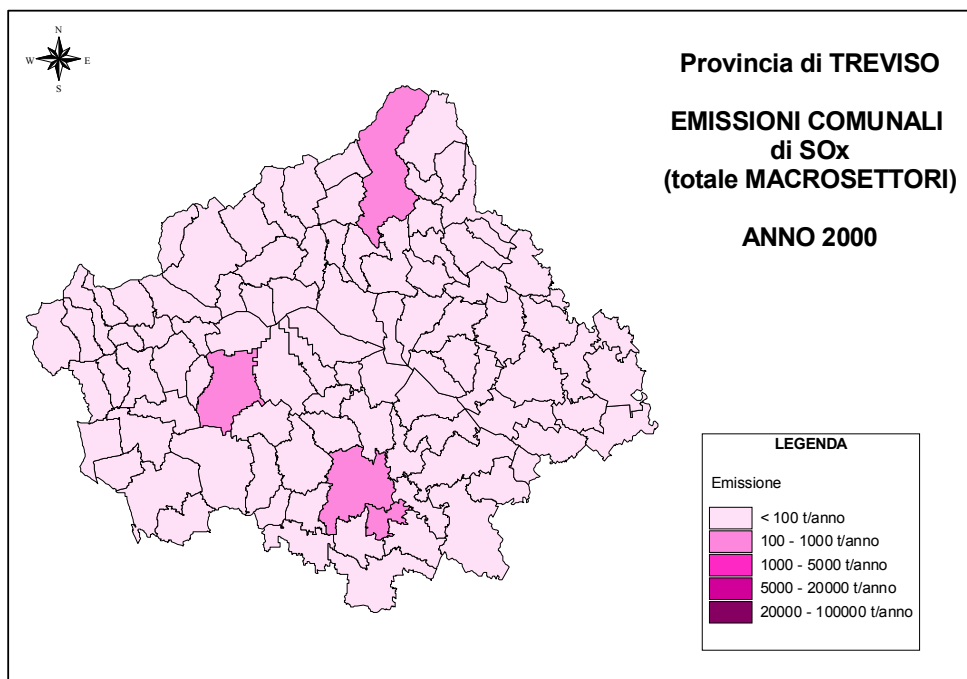 N
W E
S
Provincia di TREVISO
EMISSIONI COMUNALI
di SOx
(totale MACROSETTORI)
ANNO 2000
LEGENDA
Emissione
< 100 t/anno
100 - 1000 t/anno
1000 - 5000 t/anno
5000 - 20000 t/anno
20000 - 100000 t/anno